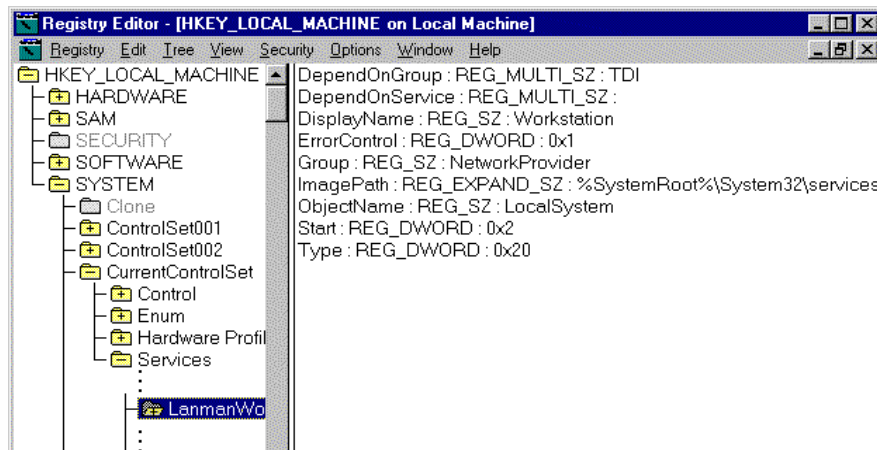 Registry Editor - [HKEY_LOCAL_MACHINE on Local Machine]
Registry Edit Tree View Security Options Window Help
HKEY_LOCAL_MACHINE
HARDWARE
SAM
SECURITY
SOFTWARE
SYSTEM
Clone
ControlSet001
ControlSet002
CurrentControlSet
Control
Enum
Hardware Profil
Services
LanmanWo
DependOnGroup : REG_MULTI_SZ : TDI
DependOnService : REG_MULTI_SZ :
DisplayName : REG_SZ : Workstation
ErrorControl : REG_DWORD : 0x1
Group : REG_SZ : NetworkProvider
ImagePath : REG_EXPAND_SZ : %SystemRoot%\System32\services
ObjectName : REG_SZ : LocalSystem
Start : REG_DWORD : 0x2
Type : REG_DWORD : 0x20